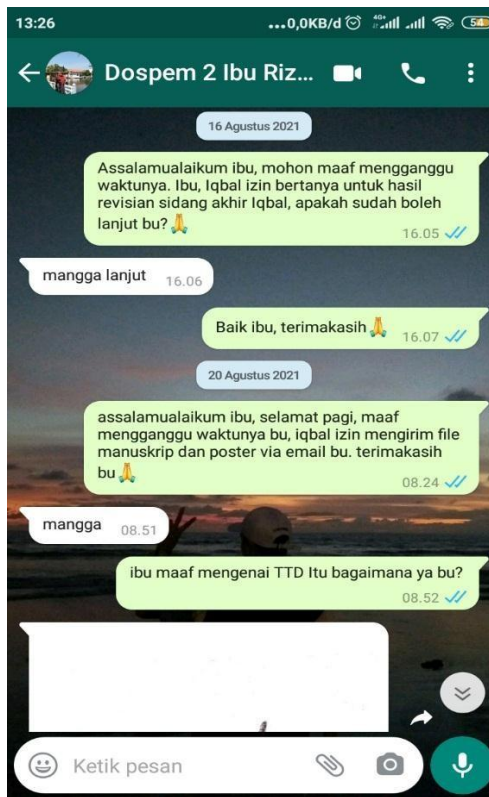 13:26
...0,0KB/d 4G+ 54
Dospem 2 Ibu Riz...
16 Agustus 2021
Assalamualaikum ibu, mohon maaf mengganggu
waktunya. Ibu, Iqbal izin bertanya untuk hasil
revisian sidang akhir Iqbal, apakah sudah boleh
lanjut bu?🙏
16.05
mangga lanjut 16.06
Baik ibu, terimakasih🙏 16.07
20 Agustus 2021
assalamualaikum ibu, selamat pagi, maaf
mengganggu waktunya bu, iqbal izin mengirim file
manuskrip dan poster via email bu. terimakasih
bu🙏
08.24
mangga 08.51
ibu maaf mengenai TTD Itu bagaimana ya bu?
08.52
Ketik pesan